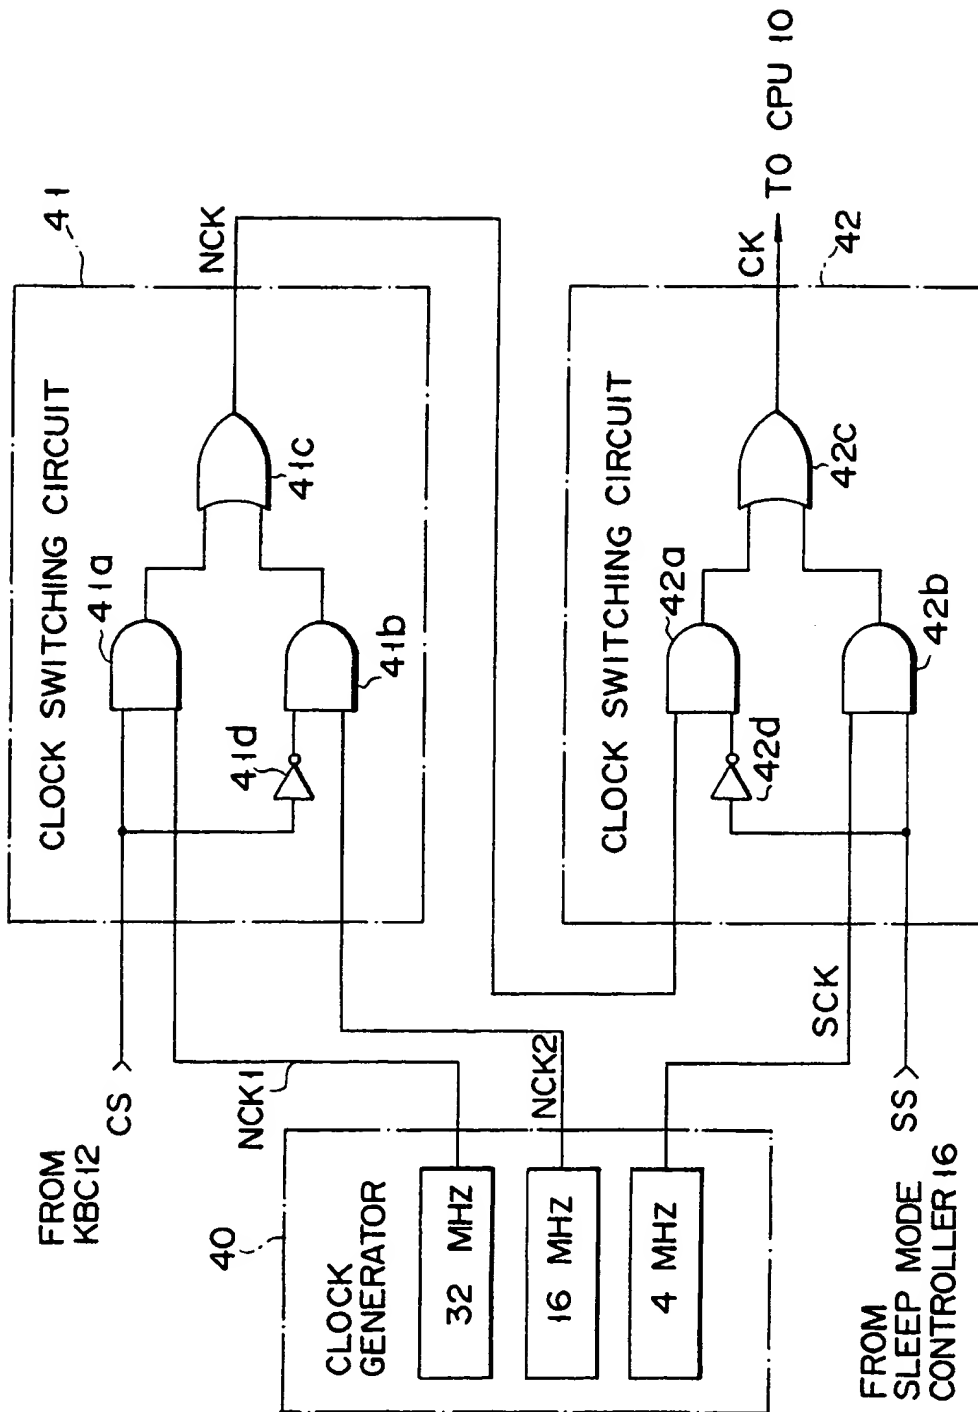 FROM
KBC12
CS
NCK1
40
CLOCK
GENERATOR
32 MHZ
16 MHZ
4 MHZ
NCK2
SCK
FROM
SLEEP MODE
CONTROLLER 16
SS
41
CLOCK SWITCHING CIRCUIT
41a
41d
41b
41c
NCK
CLOCK SWITCHING CIRCUIT
42a
42d
42b
42c
CK
TO CPU 10
42